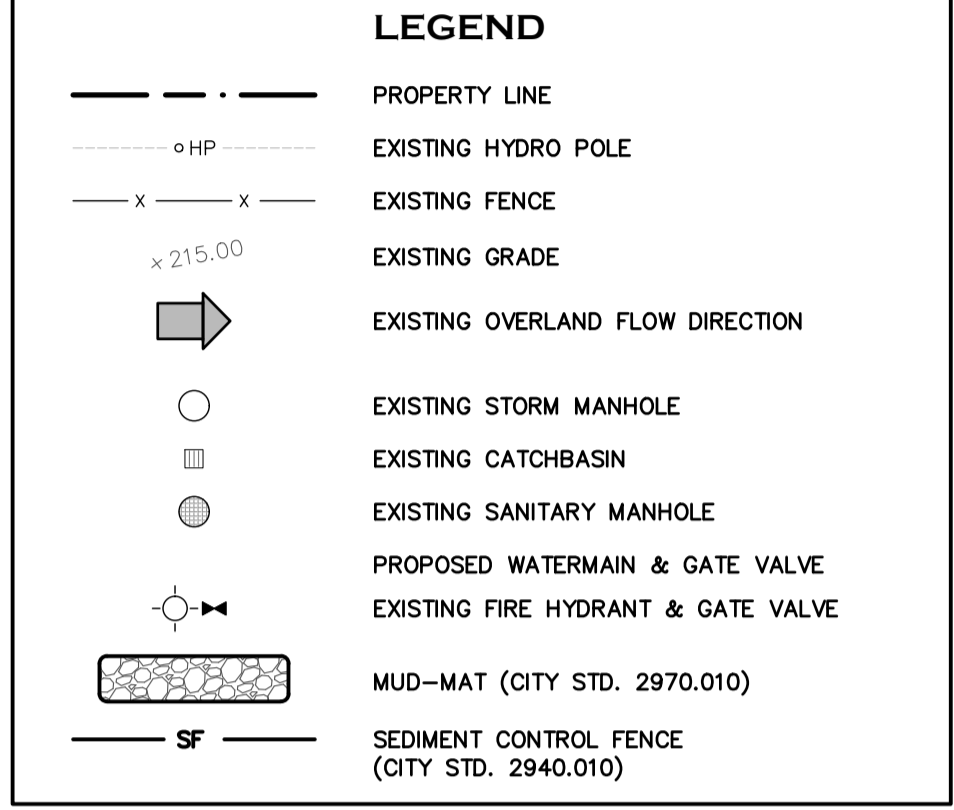 LEGEND
PROPERTY LINE
HP EXISTING HYDRO POLE
X X EXISTING FENCE
x 215.00 EXISTING GRADE
EXISTING OVERLAND FLOW DIRECTION
EXISTING STORM MANHOLE
EXISTING CATCHBASIN
EXISTING SANITARY MANHOLE
PROPOSED WATERMAIN & GATE VALVE
EXISTING FIRE HYDRANT & GATE VALVE
MUD-MAT (CITY STD. 2970.010)
SF SEDIMENT CONTROL FENCE
(CITY STD. 2940.010)